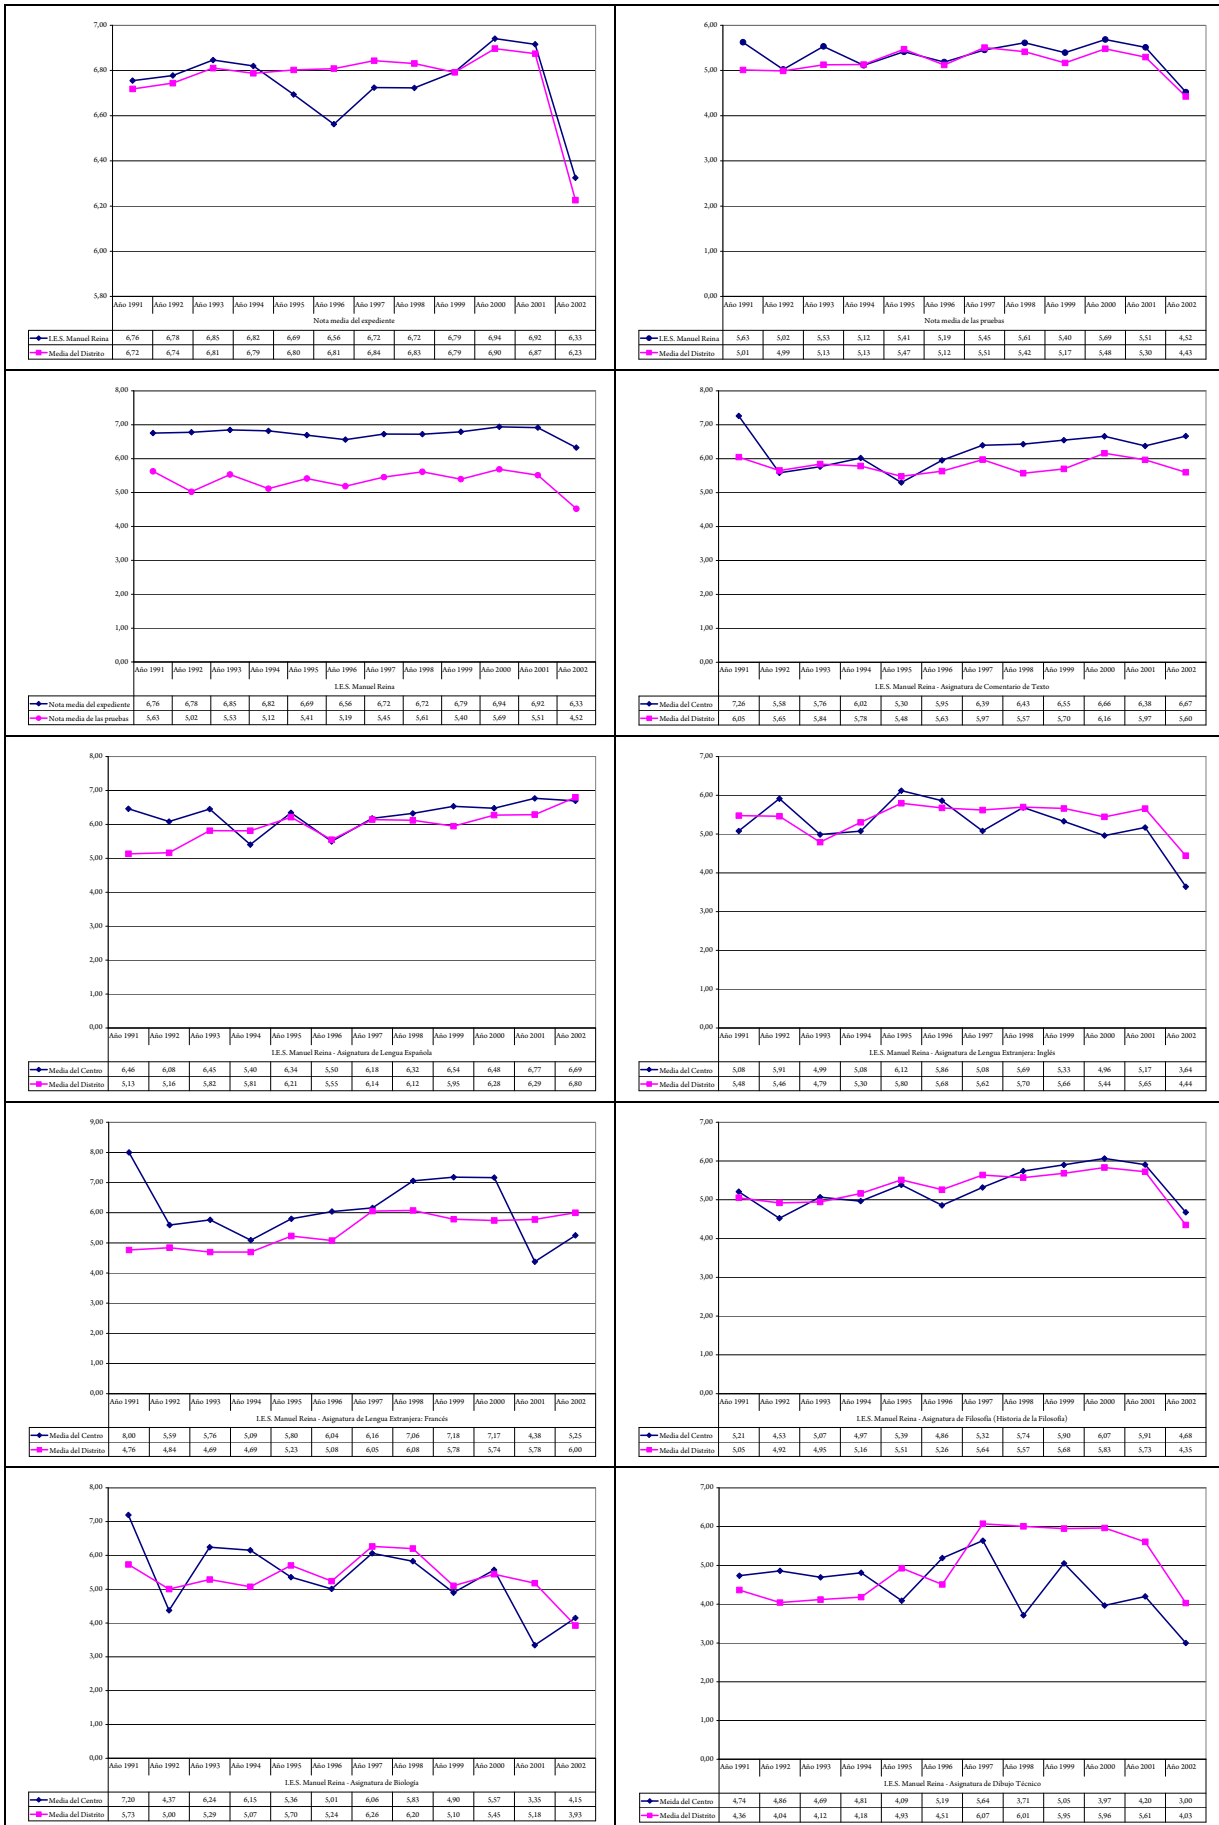 7,00
6,80
6,60
6,40
6,20
6,00
5,80
Año 1991 Año 1992 Año 1993 Año 1994 Año 1995 Año 1996 Año 1997 Año 1998 Año 1999 Año 2000 Año 2001 Año 2002
Nota media del expediente
I.E.S. Manuel Reina 6,76 6,78 6,85 6,82 6,69 6,56 6,72 6,72 6,79 6,94 6,92 6,33
Media del Distrito 6,72 6,74 6,81 6,79 6,80 6,81 6,84 6,83 6,79 6,90 6,87 6,23
6,00
5,00
4,00
3,00
2,00
1,00
0,00
Año 1991 Año 1992 Año 1993 Año 1994 Año 1995 Año 1996 Año 1997 Año 1998 Año 1999 Año 2000 Año 2001 Año 2002
Nota media de las pruebas
I.E.S. Manuel Reina 5,63 5,02 5,53 5,12 5,41 5,19 5,45 5,61 5,40 5,69 5,51 4,52
Media del Distrito 5,01 4,99 5,13 5,13 5,47 5,12 5,51 5,42 5,17 5,48 5,30 4,43
8,00
7,00
6,00
5,00
4,00
3,00
2,00
1,00
0,00
Año 1991 Año 1992 Año 1993 Año 1994 Año 1995 Año 1996 Año 1997 Año 1998 Año 1999 Año 2000 Año 2001 Año 2002
I.E.S. Manuel Reina
Nota media del expediente 6,76 6,78 6,85 6,82 6,69 6,56 6,72 6,72 6,79 6,94 6,92 6,33
Nota media de las pruebas 5,63 5,02 5,53 5,12 5,41 5,19 5,45 5,61 5,40 5,69 5,51 4,52
8,00
7,00
6,00
5,00
4,00
3,00
2,00
1,00
0,00
Año 1991 Año 1992 Año 1993 Año 1994 Año 1995 Año 1996 Año 1997 Año 1998 Año 1999 Año 2000 Año 2001 Año 2002
I.E.S. Manuel Reina - Asignatura de Comentario de Texto
Media del Centro 7,26 5,58 5,76 6,02 5,30 5,95 6,39 6,43 6,55 6,66 6,38 6,67
Media del Distrito 6,05 5,65 5,84 5,78 5,48 5,63 5,97 5,57 5,70 6,16 5,97 5,60
8,00
7,00
6,00
5,00
4,00
3,00
2,00
1,00
0,00
Año 1991 Año 1992 Año 1993 Año 1994 Año 1995 Año 1996 Año 1997 Año 1998 Año 1999 Año 2000 Año 2001 Año 2002
I.E.S. Manuel Reina - Asignatura de Lengua Española
Media del Centro 6,46 6,08 6,45 5,40 6,34 5,50 6,18 6,32 6,54 6,48 6,77 6,69
Media del Distrito 5,13 5,16 5,82 5,81 6,21 5,55 6,14 6,12 5,95 6,28 6,29 6,80
7,00
6,00
5,00
4,00
3,00
2,00
1,00
0,00
Año 1991 Año 1992 Año 1993 Año 1994 Año 1995 Año 1996 Año 1997 Año 1998 Año 1999 Año 2000 Año 2001 Año 2002
I.E.S. Manuel Reina - Asignatura de Lengua Extranjera: Inglés
Media del Centro 5,08 5,91 4,99 5,08 6,12 5,86 5,08 5,69 5,33 4,96 5,17 3,64
Media del Distrito 5,48 5,46 4,79 5,30 5,80 5,68 5,62 5,70 5,66 5,44 5,65 4,44
9,00
8,00
7,00
6,00
5,00
4,00
3,00
2,00
1,00
0,00
Año 1991 Año 1992 Año 1993 Año 1994 Año 1995 Año 1996 Año 1997 Año 1998 Año 1999 Año 2000 Año 2001 Año 2002
I.E.S. Manuel Reina - Asignatura de Lengua Extranjera: Francés
Media del Centro 8,00 5,59 5,76 5,09 5,80 6,04 6,16 7,06 7,18 7,17 4,38 5,25
Media del Distrito 4,76 4,84 4,69 4,69 5,23 5,08 6,05 6,08 5,78 5,74 5,78 6,00
7,00
6,00
5,00
4,00
3,00
2,00
1,00
0,00
Año 1991 Año 1992 Año 1993 Año 1994 Año 1995 Año 1996 Año 1997 Año 1998 Año 1999 Año 2000 Año 2001 Año 2002
I.E.S. Manuel Reina - Asignatura de Filosofía (Historia de la Filosofía)
Media del Centro 5,21 4,53 5,07 4,97 5,39 4,86 5,32 5,74 5,90 6,07 5,91 4,68
Media del Distrito 5,05 4,92 4,95 5,16 5,51 5,26 5,64 5,57 5,68 5,83 5,73 4,35
8,00
7,00
6,00
5,00
4,00
3,00
2,00
1,00
0,00
Año 1991 Año 1992 Año 1993 Año 1994 Año 1995 Año 1996 Año 1997 Año 1998 Año 1999 Año 2000 Año 2001 Año 2002
I.E.S. Manuel Reina - Asignatura de Biología
Media del Centro 7,20 4,37 6,24 6,15 5,36 5,01 6,06 5,83 4,90 5,57 3,35 4,15
Media del Distrito 5,73 5,00 5,29 5,07 5,70 5,24 6,26 6,20 5,10 5,45 5,18 3,93
7,00
6,00
5,00
4,00
3,00
2,00
1,00
0,00
Año 1991 Año 1992 Año 1993 Año 1994 Año 1995 Año 1996 Año 1997 Año 1998 Año 1999 Año 2000 Año 2001 Año 2002
I.E.S. Manuel Reina - Asignatura de Dibujo Técnico
Meida del Centro 4,74 4,86 4,69 4,81 4,09 5,19 5,64 3,71 5,05 3,97 4,20 3,00
Media del Distrito 4,36 4,04 4,12 4,18 4,93 4,51 6,07 6,01 5,95 5,96 5,61 4,03